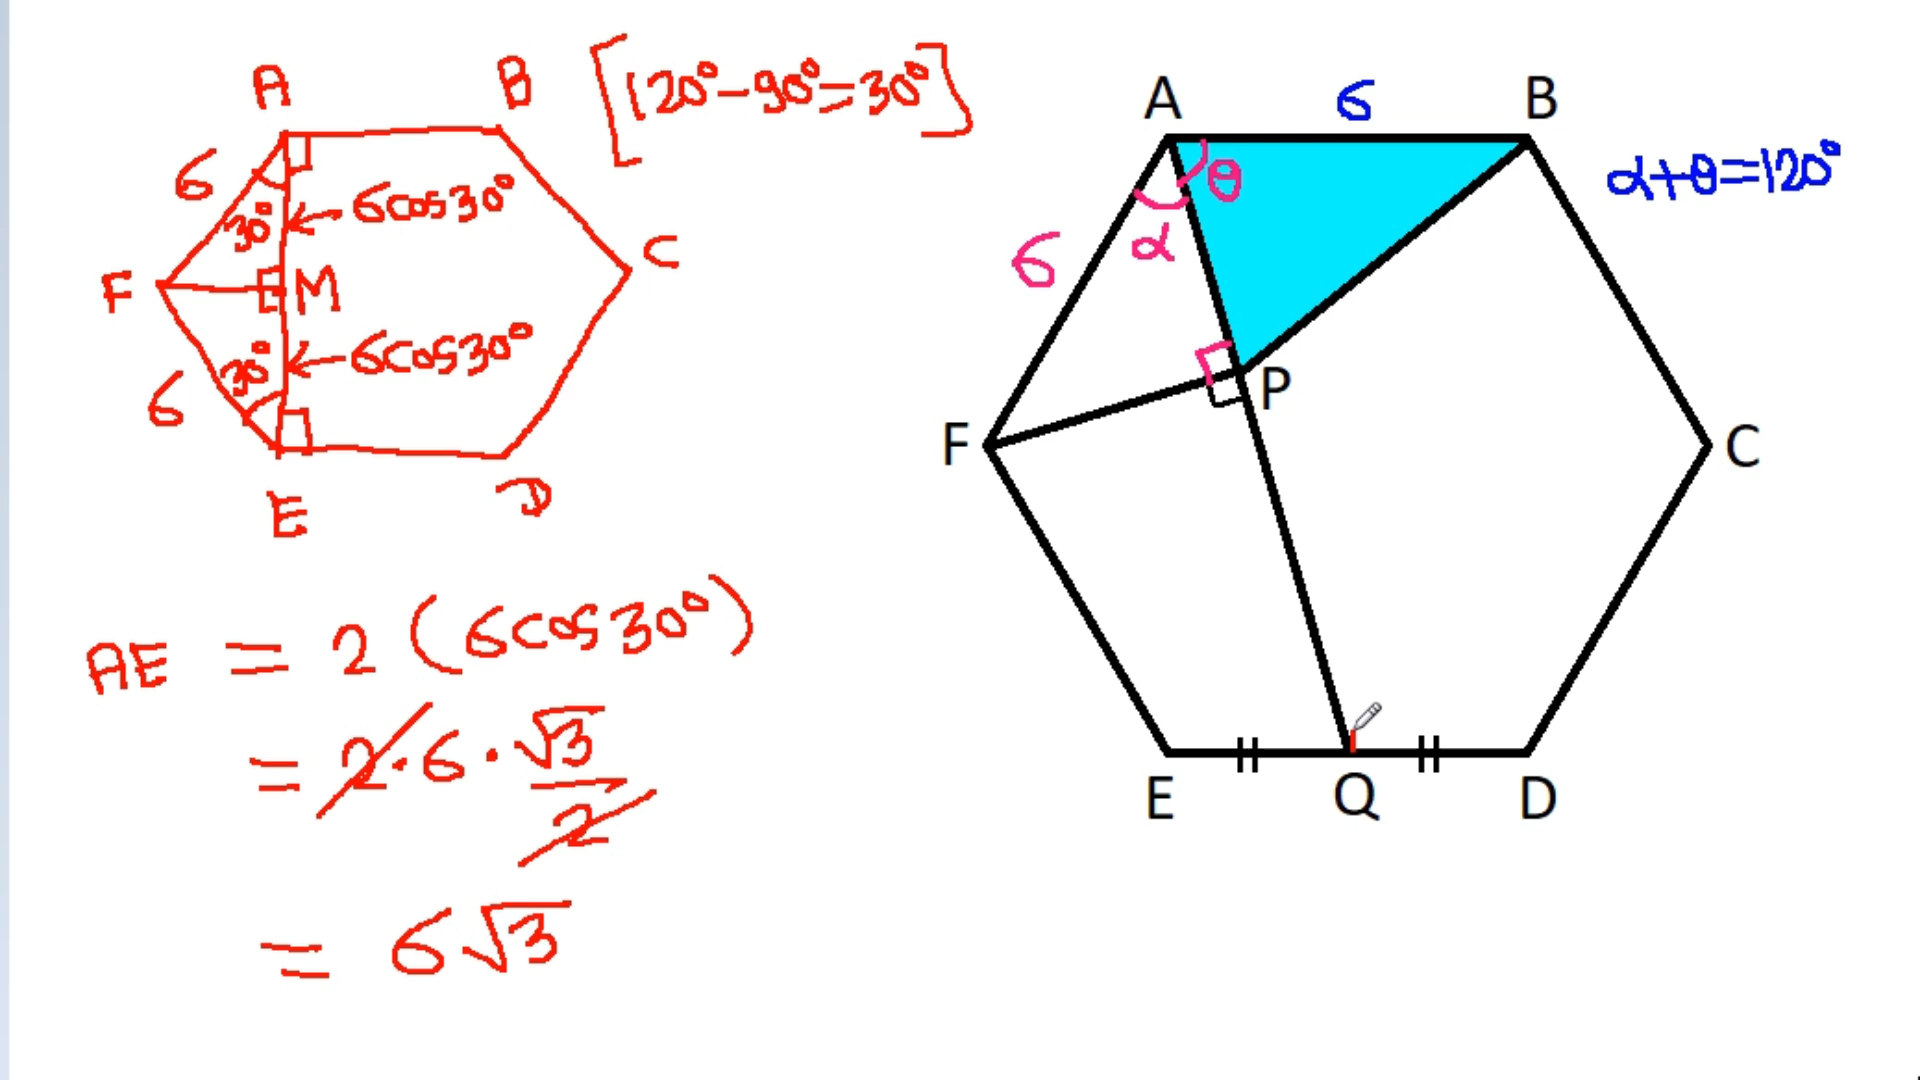 A B [120°-90°=30°]
6
30°
6cos30°
F M C
30°
6cos30°
6
E D
AE = 2 (6cos30°)
= 2·6·√3/2
= 6√3
A 6 B
θ
α+θ=120°
6 α
P
F C
E Q D